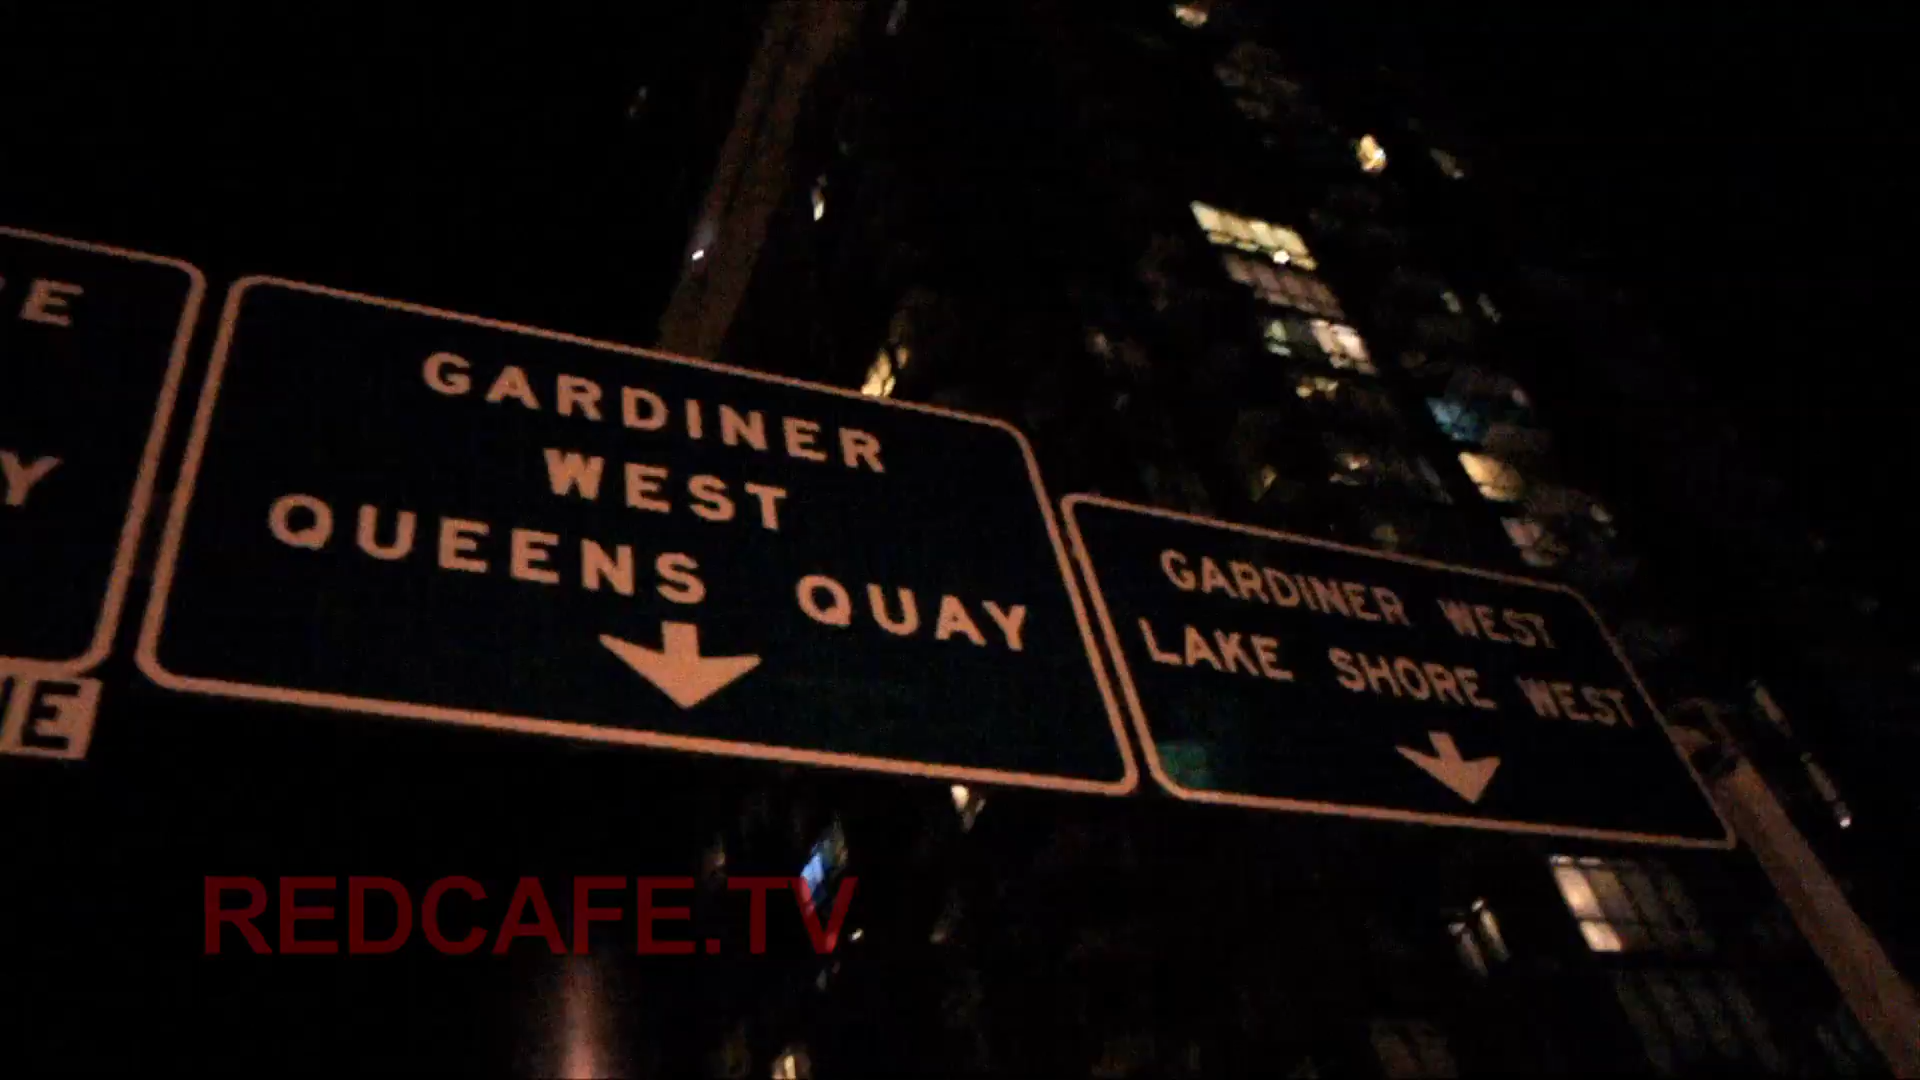 GARDINER
WEST
QUEENS QUAY
GARDINER WEST
LAKE SHORE WEST
REDCAFE.TV